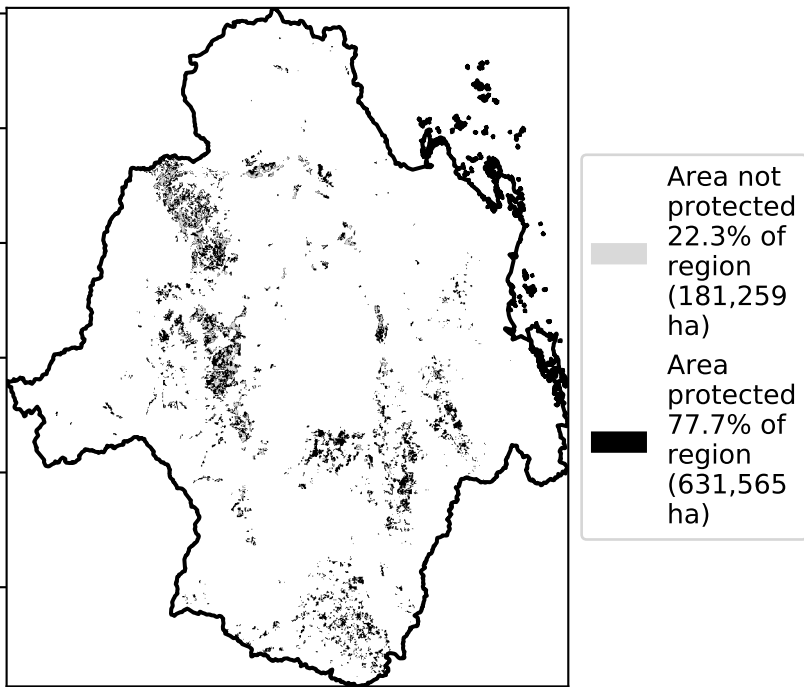 Area not
protected
22.3% of
region
(181,259
ha)
Area
protected
77.7% of
region
(631,565
ha)